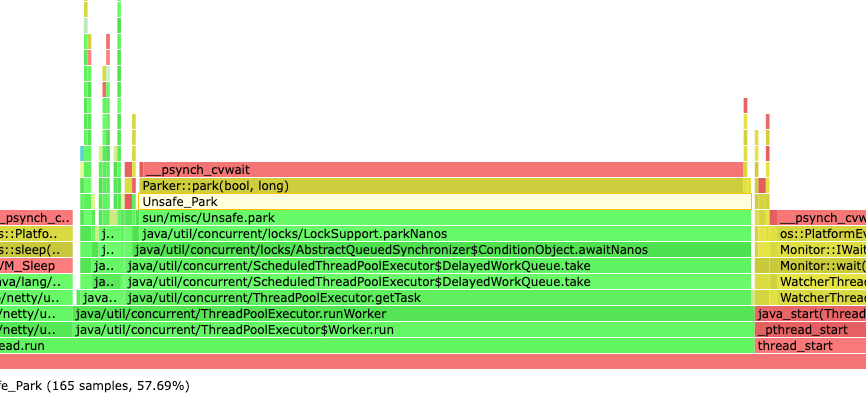 __psynch_cvwait
Parker::park(bool, long)
Unsafe_Park
_psynch_c.. sun/misc/Unsafe.park __psynch_cvw
s::Platfo.. j.. java/util/concurrent/locks/LockSupport.parkNanos os::PlatformEv
s::sleep(.. j.. java/util/concurrent/locks/AbstractQueuedSynchronizer$ConditionObject.awaitNanos Monitor::IWait
VM_Sleep ja.. java/util/concurrent/ScheduledThreadPoolExecutor$DelayedWorkQueue.take Monitor::wait(
ava/lang/.. ja.. java/util/concurrent/ScheduledThreadPoolExecutor$DelayedWorkQueue.take WatcherThread
/netty/u.. java.. java/util/concurrent/ThreadPoolExecutor.getTask WatcherThread
/netty/u.. java/util/concurrent/ThreadPoolExecutor.runWorker java_start(Thread
/netty/u.. java/util/concurrent/ThreadPoolExecutor$Worker.run _pthread_start
ead.run thread_start
fe_Park (165 samples, 57.69%)